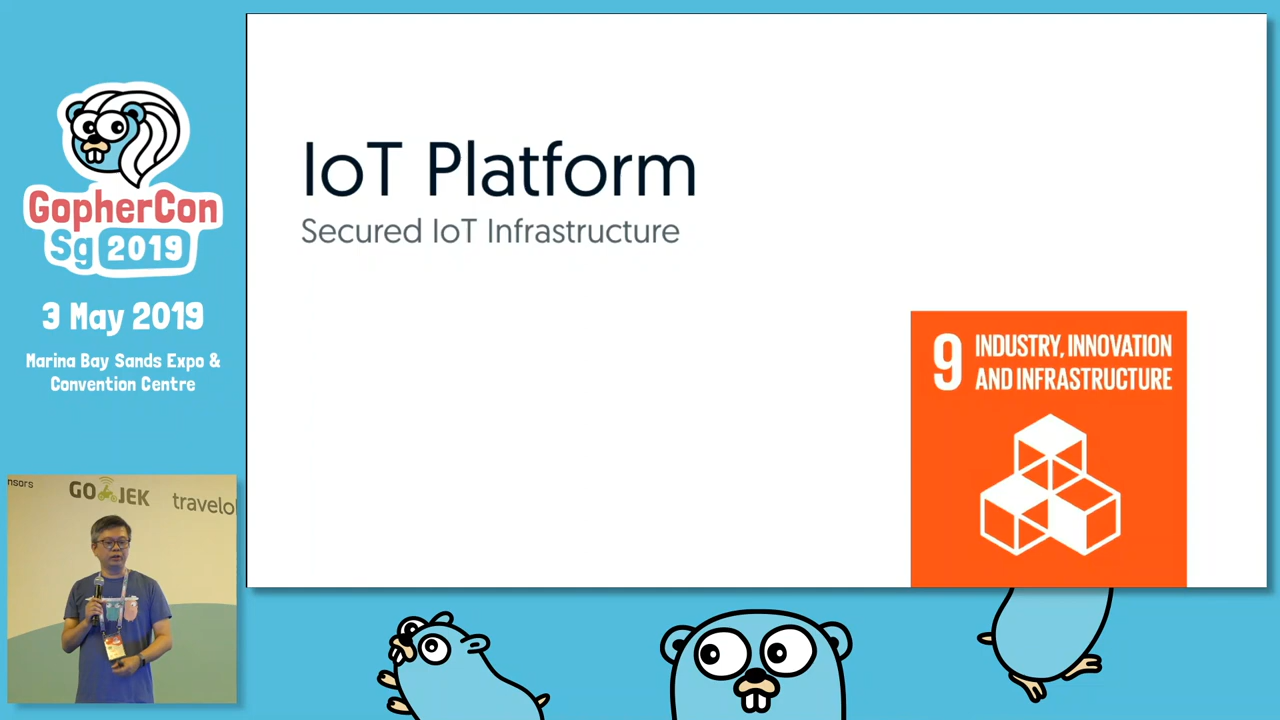 GopherCon
Sg 2019
3 May 2019
Marina Bay Sands Expo &
Convention Centre
IoT Platform
Secured IoT Infrastructure
9 INDUSTRY, INNOVATION
AND INFRASTRUCTURE
nsors
GOJEK
travelo